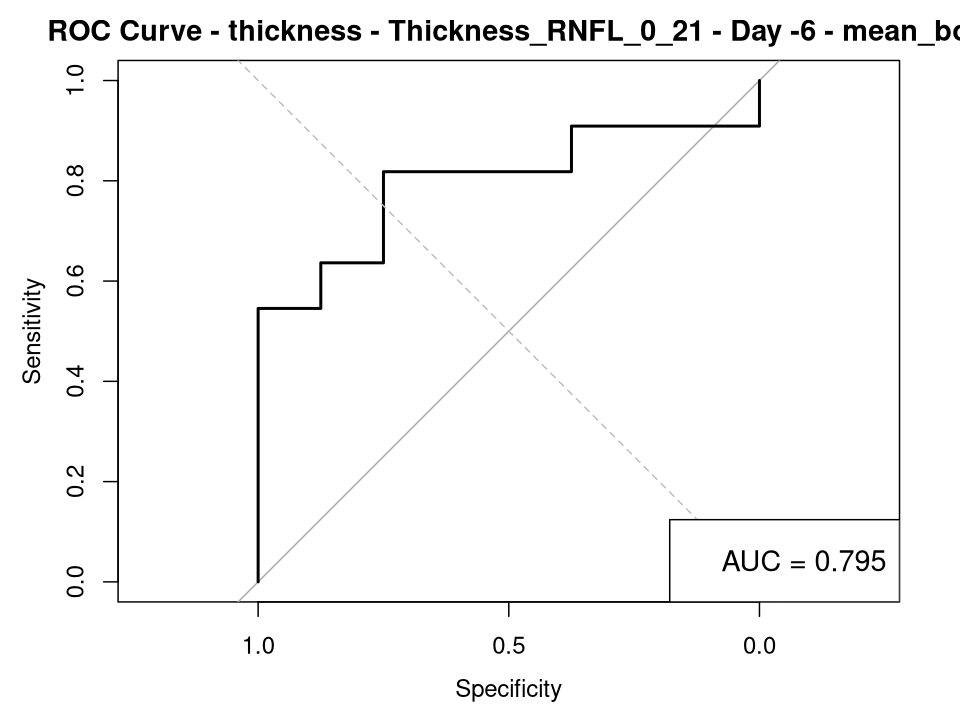 ROC Curve - thickness - Thickness_RNFL_0_21 - Day -6 - mean_bo
1.0
0.8
0.6
0.4
0.2
0.0
Sensitivity
AUC = 0.795
1.0 0.5 0.0
Specificity